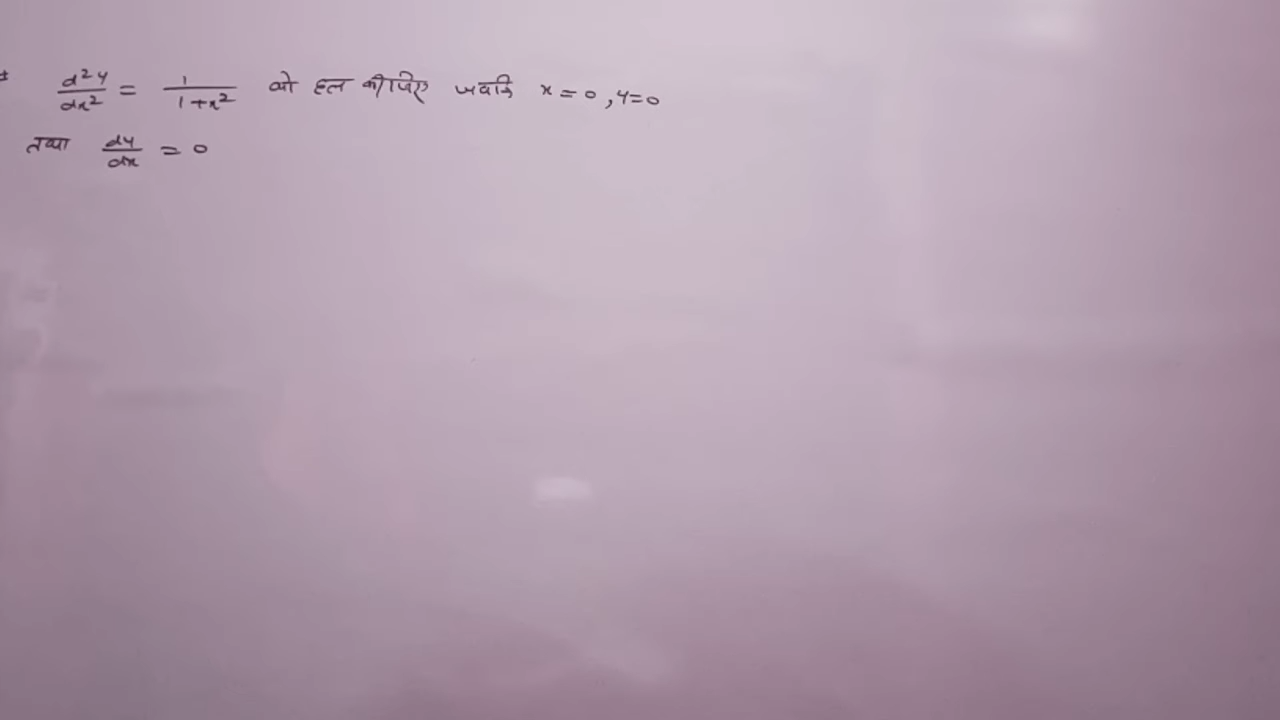 d²y/dx² = 1/1+x² को हल कीजिए जबकि x = 0, y=0
तथा dy/dx = 0